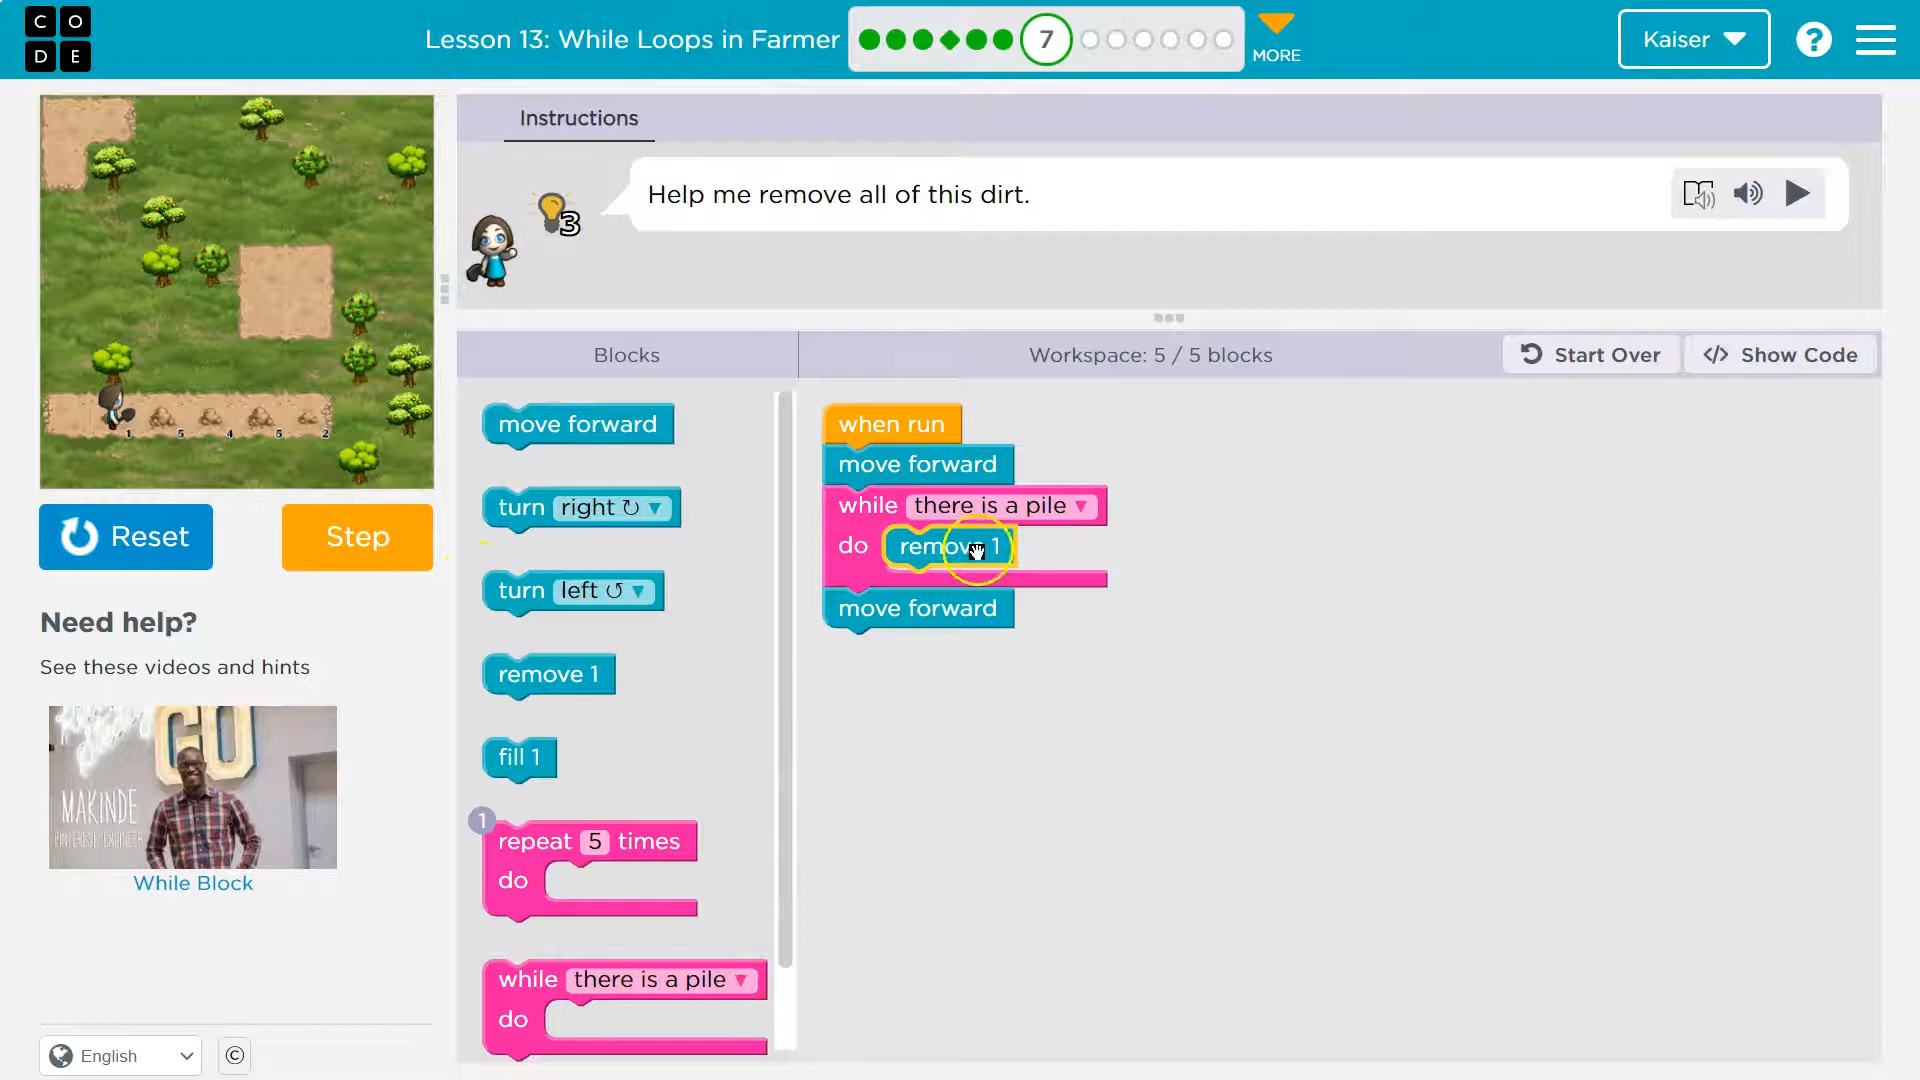 CODE
Lesson 13: While Loops in Farmer
7
MORE
Kaiser
?
Instructions
3
Help me remove all of this dirt.
Blocks
Workspace: 5 / 5 blocks
Start Over
</> Show Code
1 5 4 5 2
Reset
Step
Need help?
See these videos and hints
GO
MAKINDE
While Block
English
©
move forward
turn right ↻ ▼
turn left ↺ ▼
remove 1
fill 1
1
repeat 5 times
do
while there is a pile ▼
do
when run
move forward
while there is a pile ▼
do remove 1
move forward